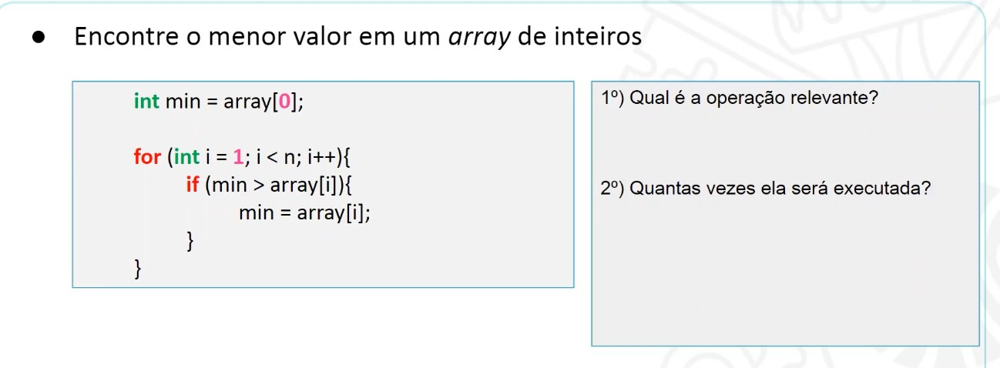 ● Encontre o menor valor em um array de inteiros
int min = array[0];
for (int i = 1; i < n; i++){
if (min > array[i]){
min = array[i];
}
}
1º) Qual é a operação relevante?
2º) Quantas vezes ela será executada?